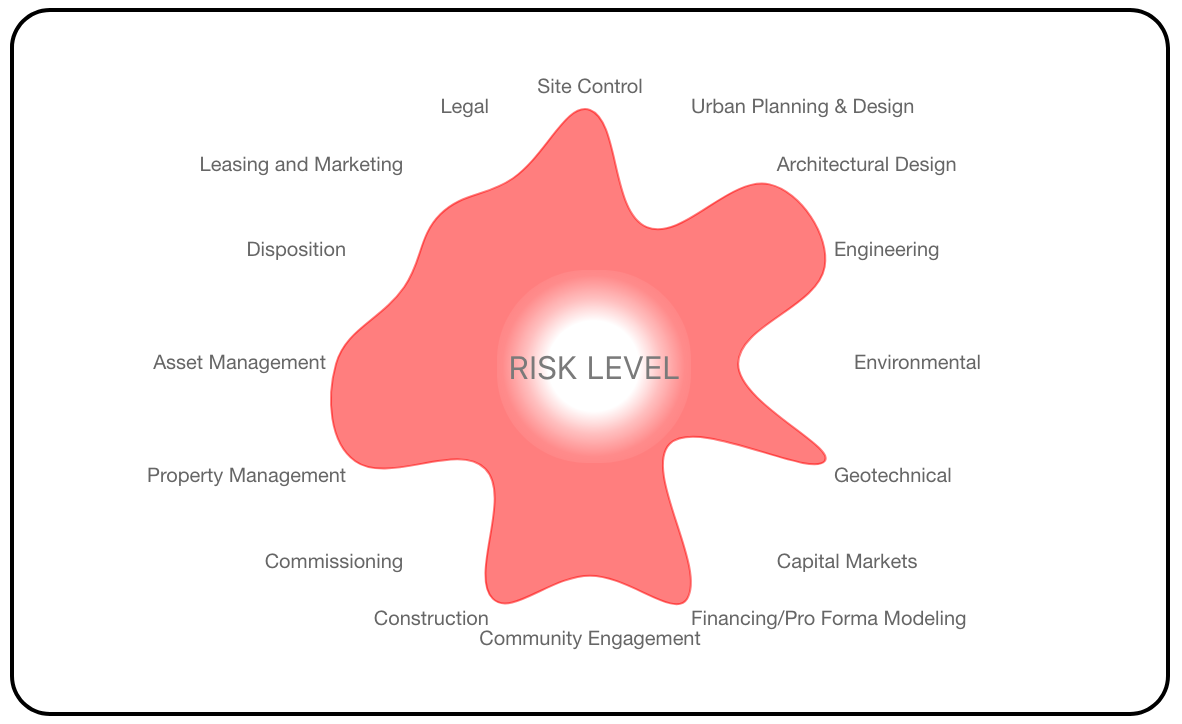 Site Control
Legal
Urban Planning & Design
Leasing and Marketing
Architectural Design
Disposition
Engineering
Asset Management
RISK LEVEL
Environmental
Property Management
Geotechnical
Commissioning
Capital Markets
Construction
Financing/Pro Forma Modeling
Community Engagement